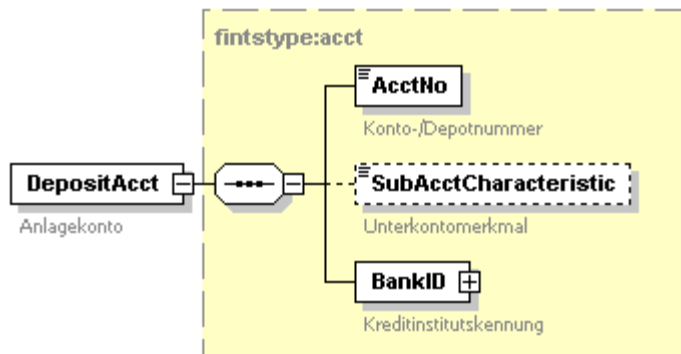 fintstype:acct
AcctNo
Konto-/Depotnummer
DepositAcct
Anlagekonto
SubAcctCharacteristic
Unterkontomerkmal
BankID
Kreditinstitutskennung